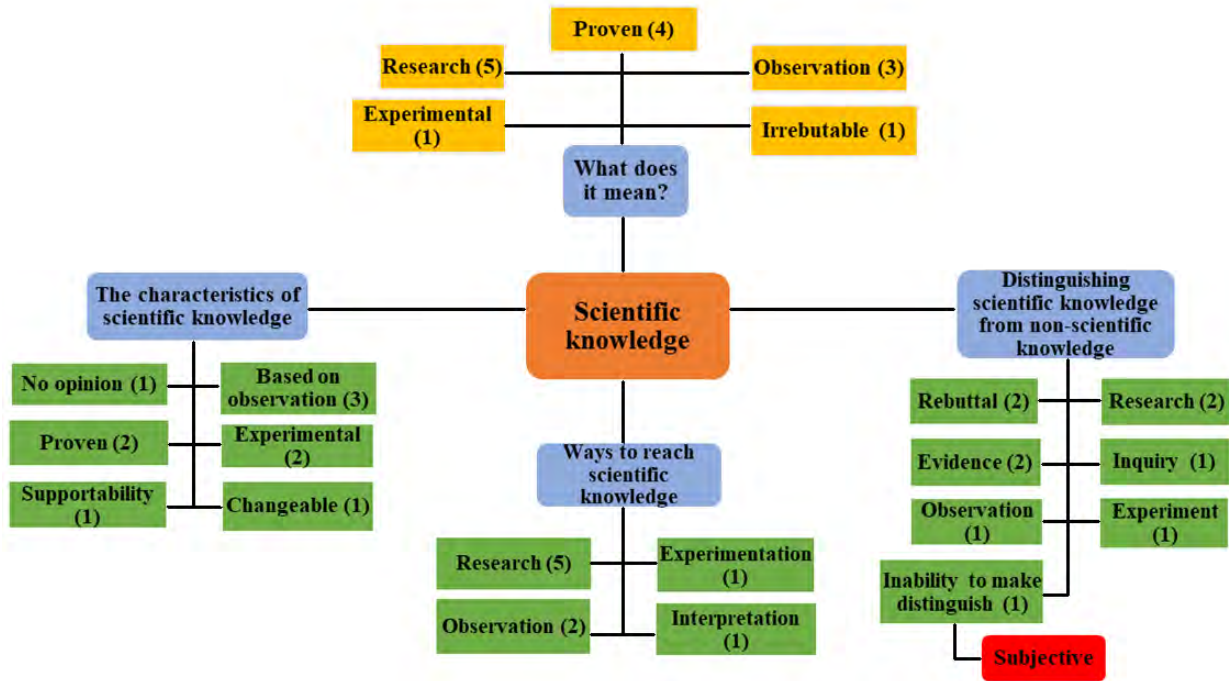 Proven (4)
Research (5)
Observation (3)
Experimental
(1)
Irrebutable (1)
What does
it mean?
The characteristics of
scientific knowledge
Scientific
knowledge
Distinguishing
scientific knowledge
from non-scientific
knowledge
No opinion (1)
Based on
observation (3)
Proven (2)
Experimental
(2)
Supportability
(1)
Changeable (1)
Ways to reach
scientific
knowledge
Research (5)
Experimentation
(1)
Observation (2)
Interpretation
(1)
Rebuttal (2)
Research (2)
Evidence (2)
Inquiry (1)
Observation
(1)
Experiment
(1)
Inability to make
distinguish (1)
Subjective